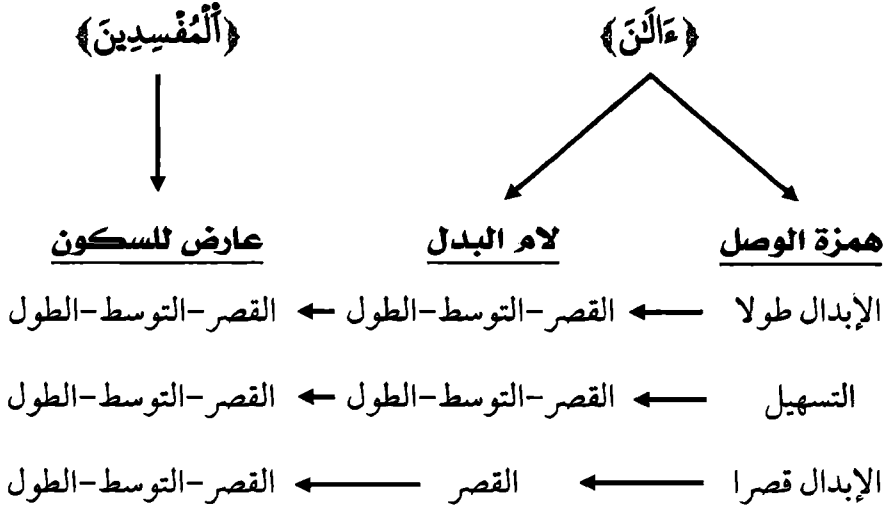 ﴿ءَالَٰنَ﴾ ﴿ٱلْمُفْسِدِينَ﴾
همزة الوصل لام البدل عارض للسكون
الإبدال طولا القصر-التوسط-الطول القصر-التوسط-الطول
التسهيل القصر-التوسط-الطول القصر-التوسط-الطول
الإبدال قصرا القصر القصر-التوسط-الطول